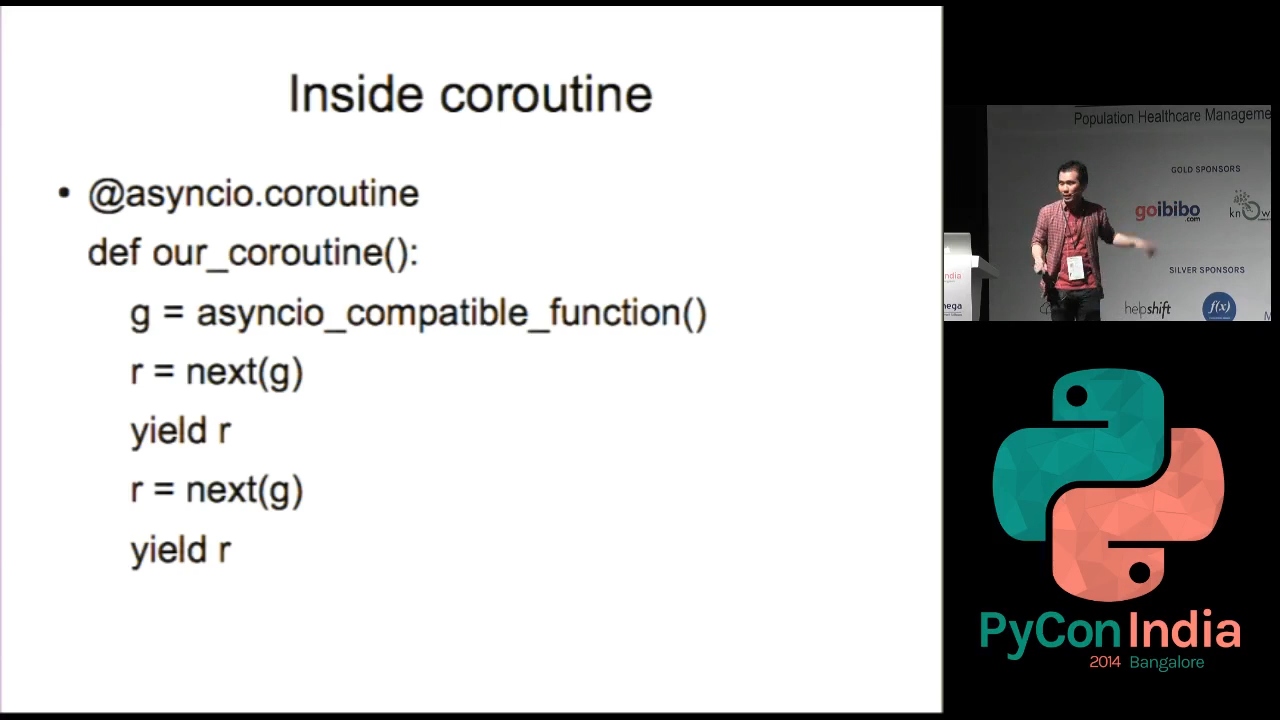 Inside coroutine
• @asyncio.coroutine
def our_coroutine():
g = asyncio_compatible_function()
r = next(g)
yield r
r = next(g)
yield r
Population Healthcare Manageme
GOLD SPONSORS
goibibo
.com
SILVER SPONSORS
helpshift
f(x)
PyCon India
2014 Bangalore